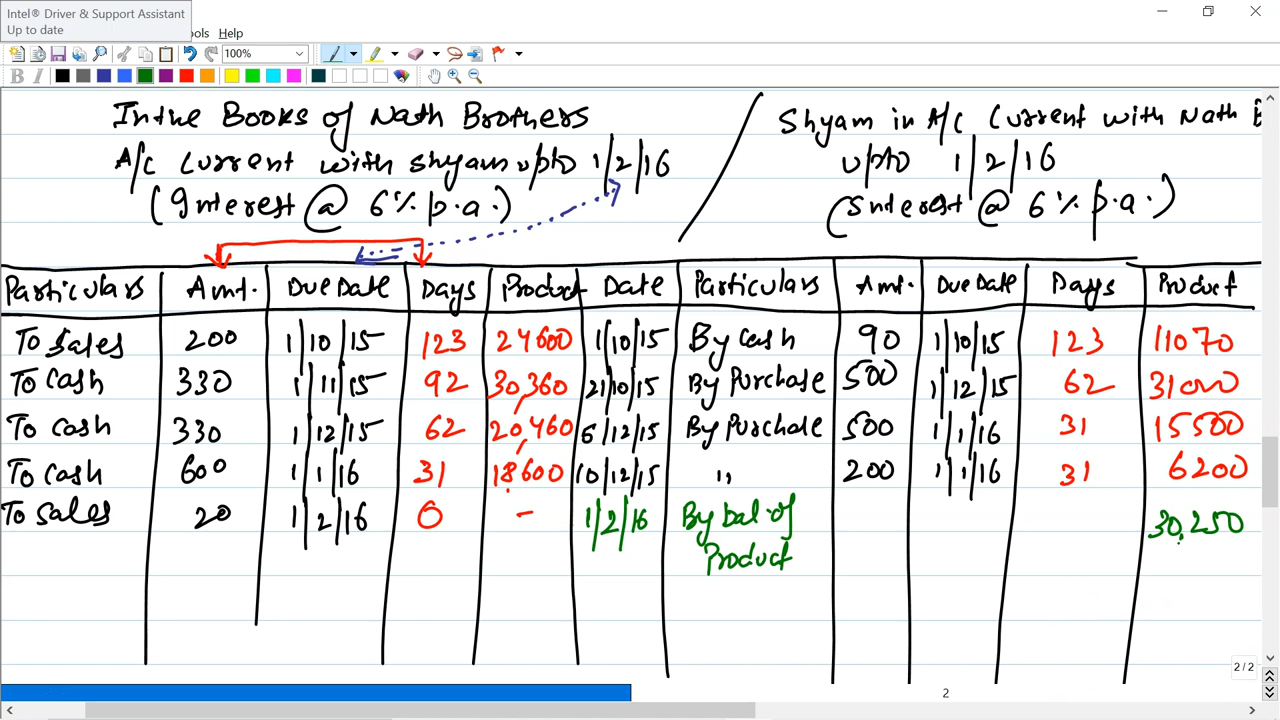 Intel® Driver & Support Assistant
Up to date
ools Help
100%
B I
In the Books of Nath Brothers
A/C Current with Shyam upto 1/2/16
(Interest @ 6% p.a.)
Shyam in A/C Current with Nath B
upto 1/2/16
(Interest @ 6% p.a.)
Particulars Amt. Due Date Days Product Date Particulars Amt. Due Date Days Product
To Sales 200 1/10/15 123 24600 1/10/15 By Cash 90 1/10/15 123 11070
To Cash 330 1/11/15 92 30,360 21/10/15 By Purchase 500 1/12/15 62 31000
To Cash 330 1/12/15 62 20,460 6/12/15 By Purchase 500 1/1/16 31 15500
To Cash 600 1/1/16 31 18,600 10/12/15 ,, 200 1/1/16 31 6200
To Sales 20 1/2/16 0 - 1/2/16 By bal. of 30,250
Product
2 / 2
2